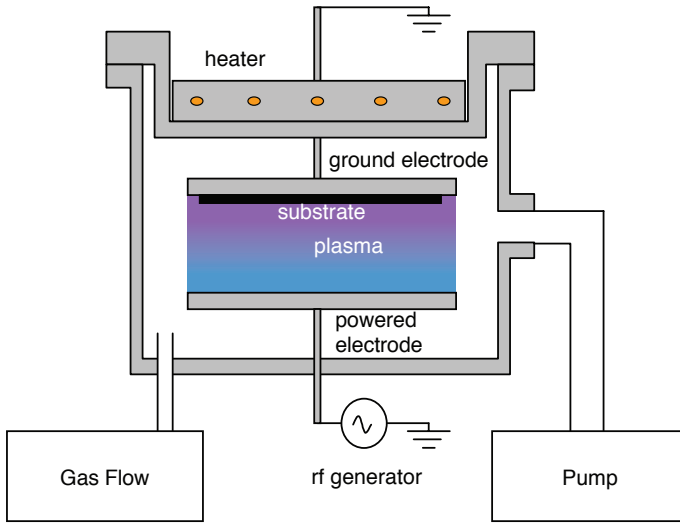 heater
ground electrode
substrate
plasma
powered
electrode
Gas Flow
rf generator
Pump